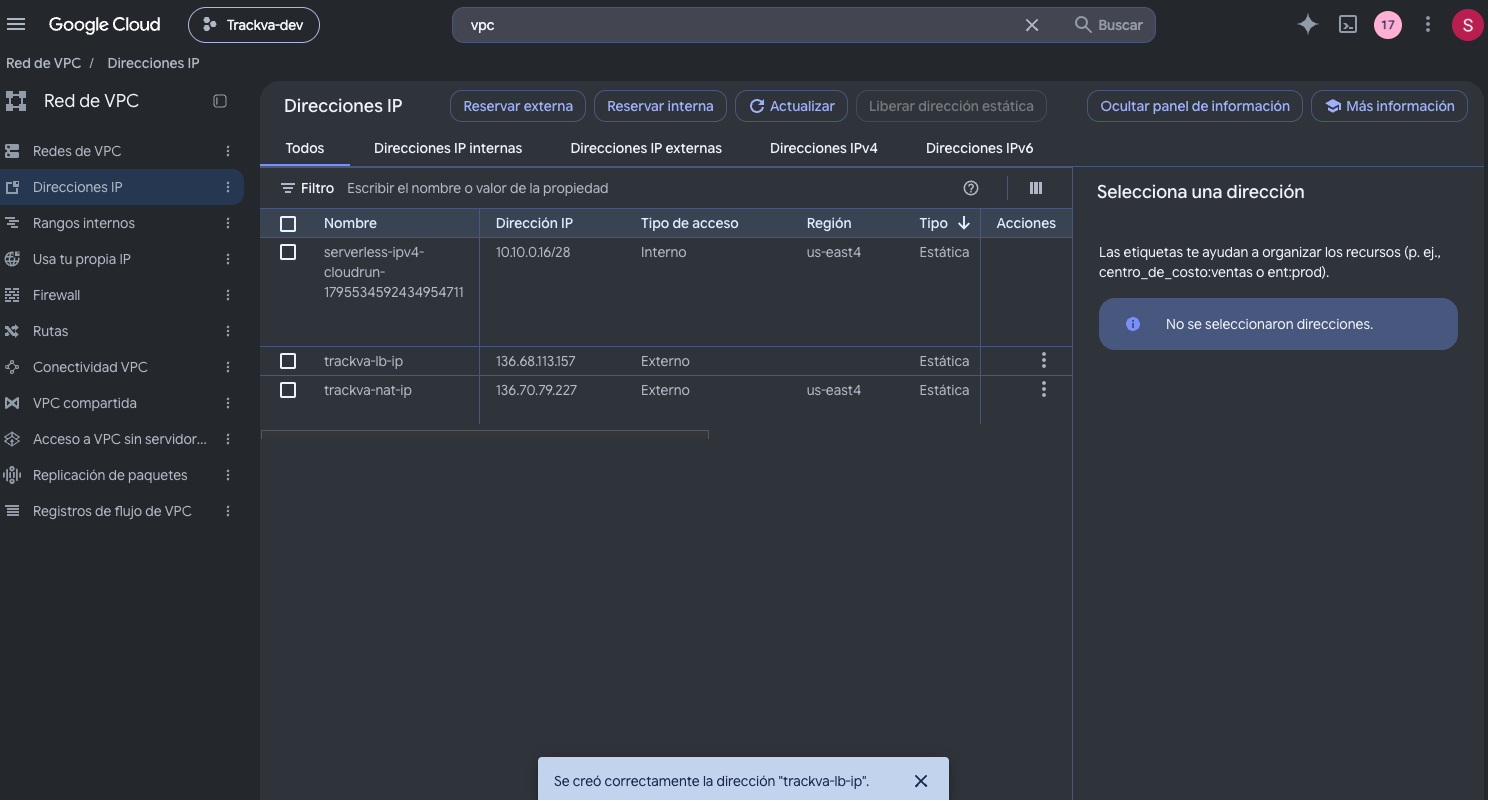 Google Cloud
Trackva-dev
vpc
Buscar
17
S
Red de VPC / Direcciones IP
Red de VPC
Redes de VPC
Direcciones IP
Rangos internos
Usa tu propia IP
Firewall
Rutas
Conectividad VPC
VPC compartida
Acceso a VPC sin servidor...
Replicación de paquetes
Registros de flujo de VPC
Direcciones IP
Reservar externa
Reservar interna
Actualizar
Liberar dirección estática
Ocultar panel de información
Más información
Todos
Direcciones IP internas
Direcciones IP externas
Direcciones IPv4
Direcciones IPv6
Filtro Escribir el nombre o valor de la propiedad
Nombre Dirección IP Tipo de acceso Región Tipo Acciones
serverless-ipv4- 10.10.0.16/28 Interno us-east4 Estática
cloudrun-
1795534592434954711
trackva-lb-ip 136.68.113.157 Externo Estática
trackva-nat-ip 136.70.79.227 Externo us-east4 Estática
Selecciona una dirección
Las etiquetas te ayudan a organizar los recursos (p. ej.,
centro_de_costo:ventas o ent:prod).
No se seleccionaron direcciones.
Se creó correctamente la dirección "trackva-lb-ip".